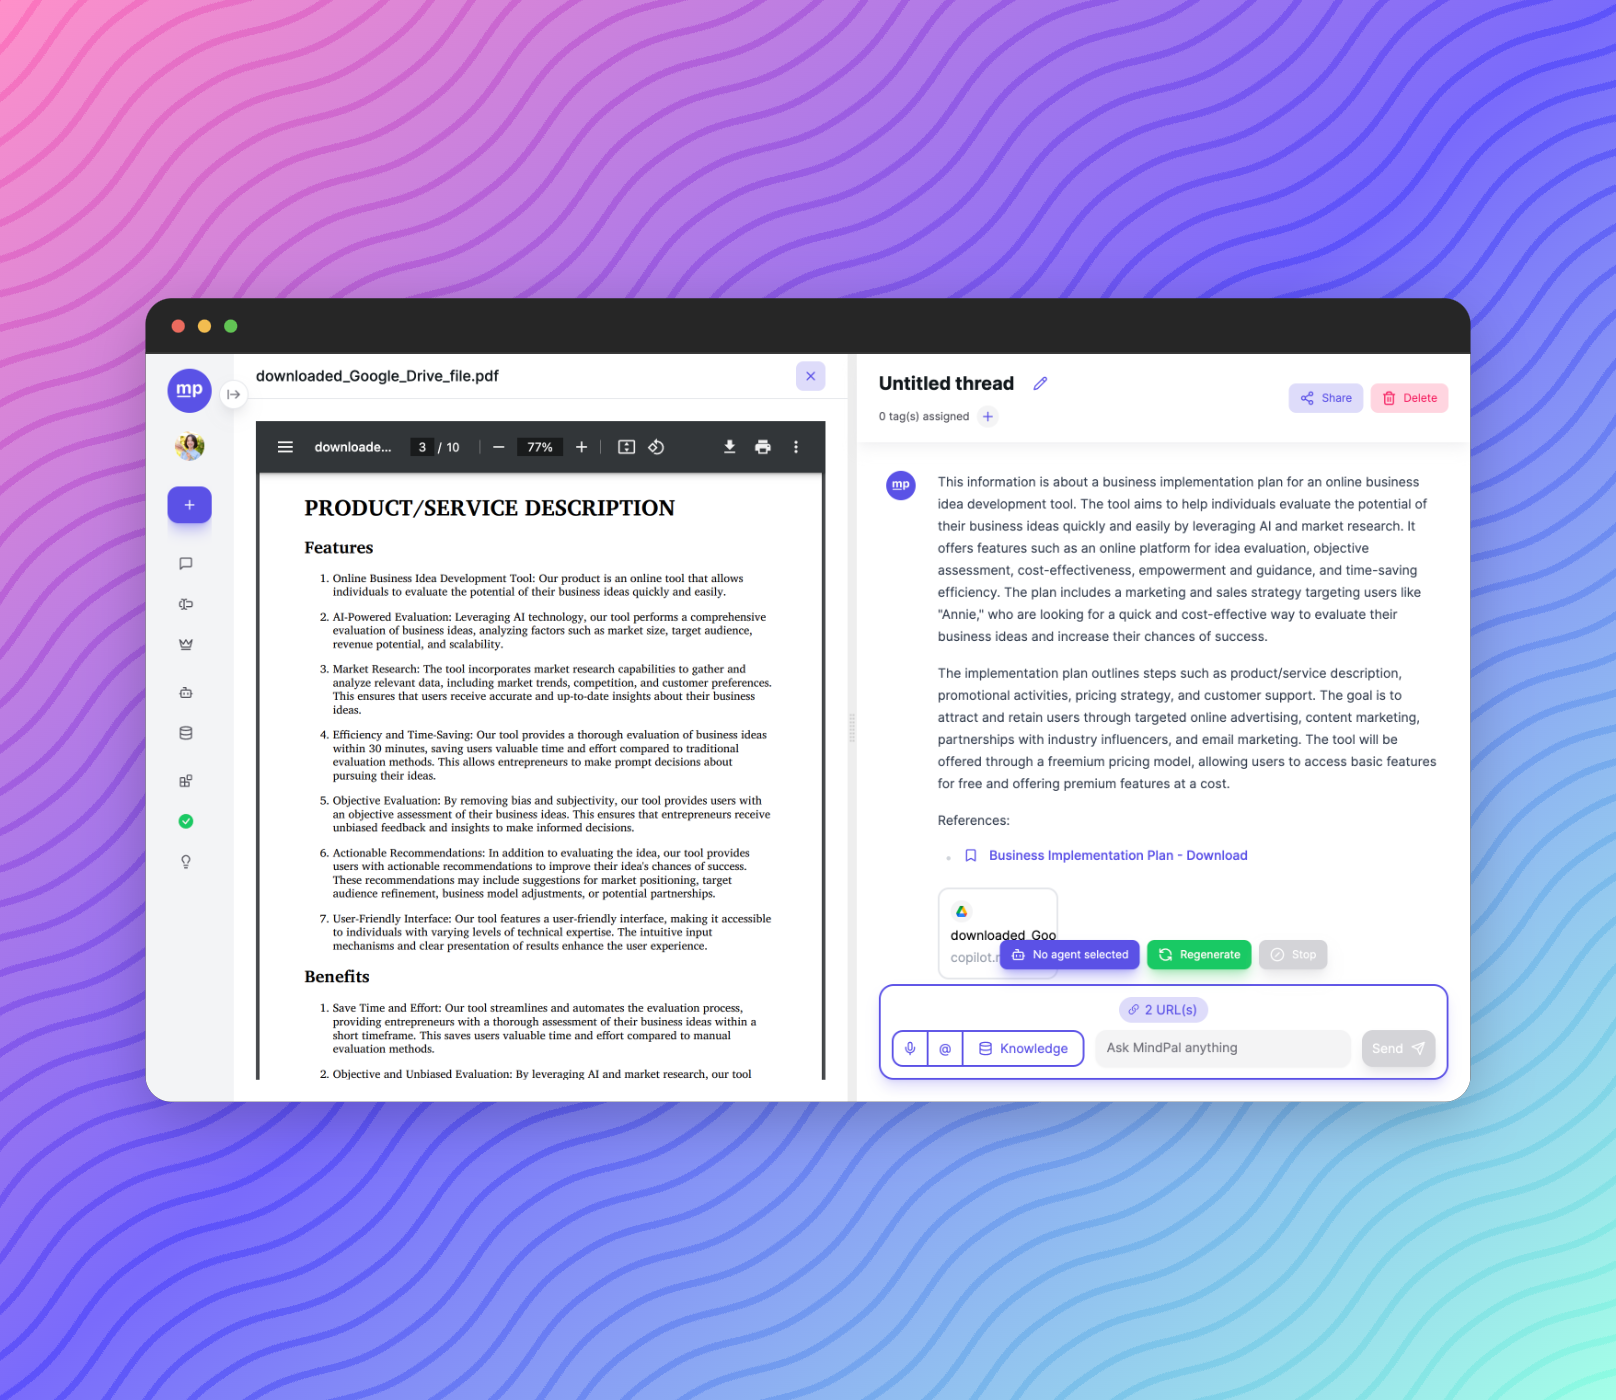 mp
downloaded_Google_Drive_file.pdf
downloade...
3 / 10
77%
PRODUCT/SERVICE DESCRIPTION
Features
1. Online Business Idea Development Tool: Our product is an online tool that allows
individuals to evaluate the potential of their business ideas quickly and easily.
2. AI-Powered Evaluation: Leveraging AI technology, our tool performs a comprehensive
evaluation of business ideas, analyzing factors such as market size, target audience,
revenue potential, and scalability.
3. Market Research: The tool incorporates market research capabilities to gather and
analyze relevant data, including market trends, competition, and customer preferences.
This ensures that users receive accurate and up-to-date insights about their business
ideas.
4. Efficiency and Time-Saving: Our tool provides a thorough evaluation of business ideas
within 30 minutes, saving users valuable time and effort compared to traditional
evaluation methods. This allows entrepreneurs to make prompt decisions about
pursuing their ideas.
5. Objective Evaluation: By removing bias and subjectivity, our tool provides users with
an objective assessment of their business ideas. This ensures that entrepreneurs receive
unbiased feedback and insights to make informed decisions.
6. Actionable Recommendations: In addition to evaluating the idea, our tool provides
users with actionable recommendations to improve their idea's chances of success.
These recommendations may include suggestions for market positioning, target
audience refinement, business model adjustments, or potential partnerships.
7. User-Friendly Interface: Our tool features a user-friendly interface, making it accessible
to individuals with varying levels of technical expertise. The intuitive input
mechanisms and clear presentation of results enhance the user experience.
Benefits
1. Save Time and Effort: Our tool streamlines and automates the evaluation process,
providing entrepreneurs with a thorough assessment of their business ideas within a
short timeframe. This saves users valuable time and effort compared to manual
evaluation methods.
2. Objective and Unbiased Evaluation: By leveraging AI and market research, our tool
Untitled thread
0 tag(s) assigned
Share
Delete
mp
This information is about a business implementation plan for an online business
idea development tool. The tool aims to help individuals evaluate the potential of
their business ideas quickly and easily by leveraging AI and market research. It
offers features such as an online platform for idea evaluation, objective
assessment, cost-effectiveness, empowerment and guidance, and time-saving
efficiency. The plan includes a marketing and sales strategy targeting users like
"Annie," who are looking for a quick and cost-effective way to evaluate their
business ideas and increase their chances of success.
The implementation plan outlines steps such as product/service description,
promotional activities, pricing strategy, and customer support. The goal is to
attract and retain users through targeted online advertising, content marketing,
partnerships with industry influencers, and email marketing. The tool will be
offered through a freemium pricing model, allowing users to access basic features
for free and offering premium features at a cost.
References:
Business Implementation Plan - Download
downloaded_Goo
copilot.
No agent selected
Regenerate
Stop
2 URL(s)
@
Knowledge
Ask MindPal anything
Send